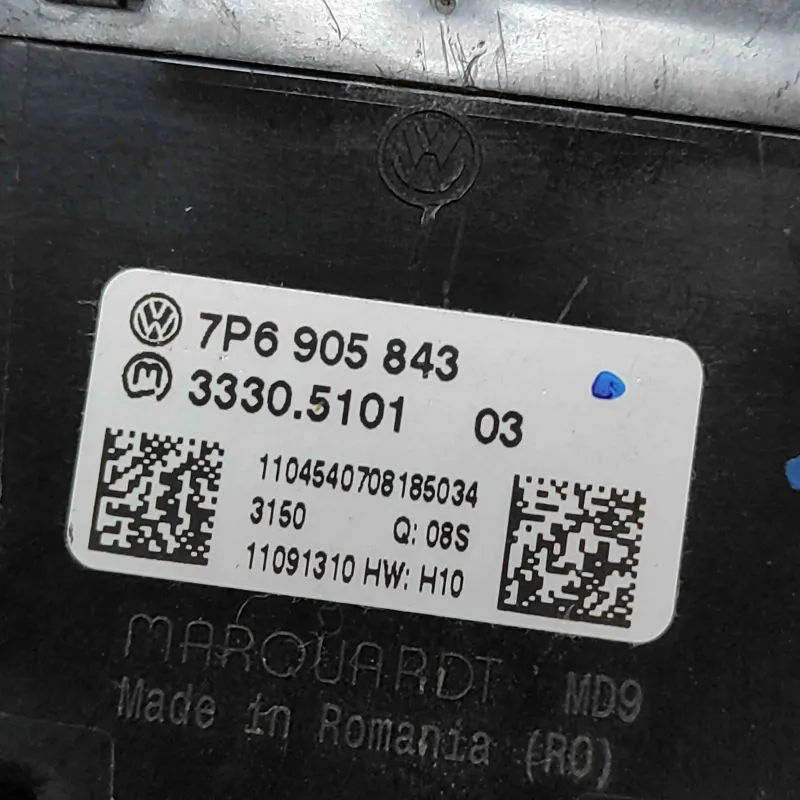 7P6 905 843
3330.5101 03
1104540708185034
3150 Q: 08S
11091310 HW: H10
MARQUARDT MD9
Made in Romania (RO)